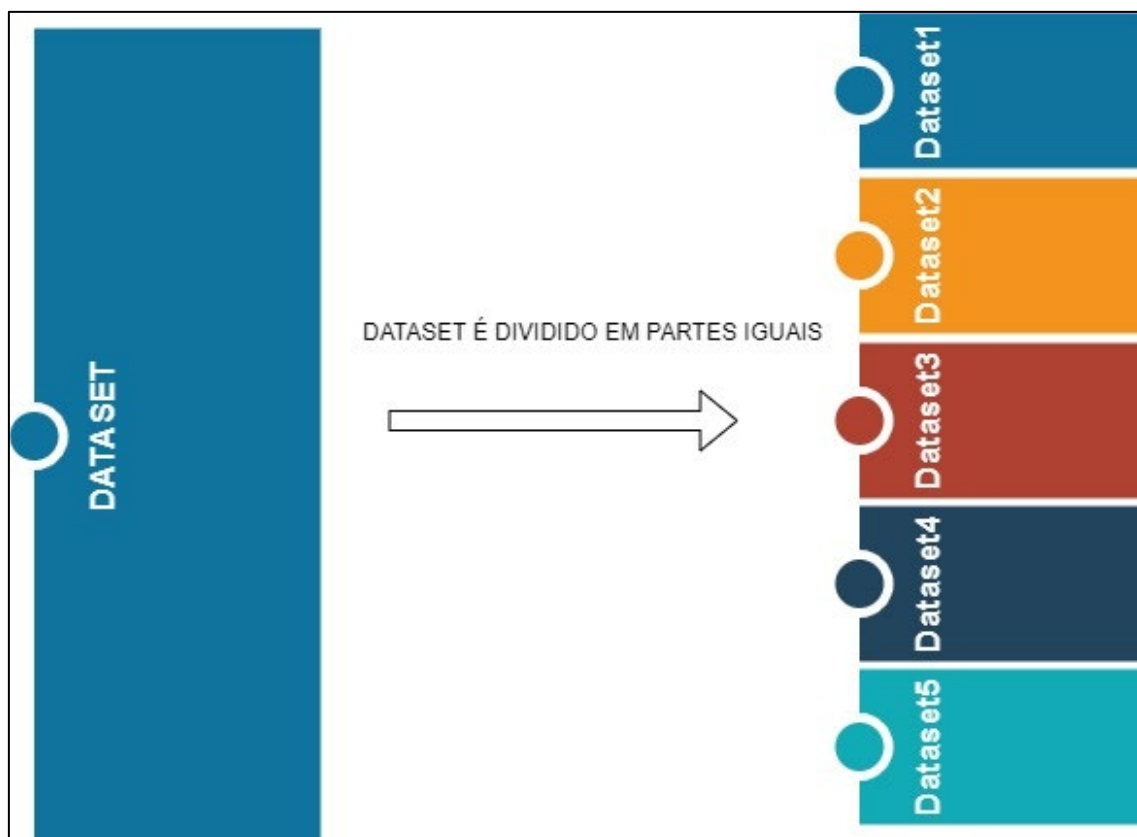 DATASET
DATASET É DIVIDIDO EM PARTES IGUAIS
Dataset1
Dataset2
Dataset3
Dataset4
Dataset5